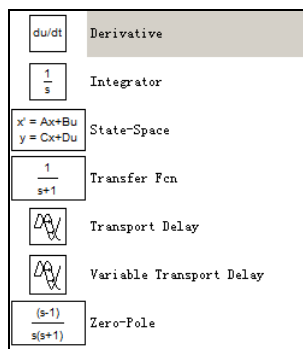 du/dt Derivative
1
s
Integrator
x' = Ax+Bu
y = Cx+Du
State-Space
1
s+1
Transfer Fcn
Transport Delay
Variable Transport Delay
(s-1)
s(s+1)
Zero-Pole